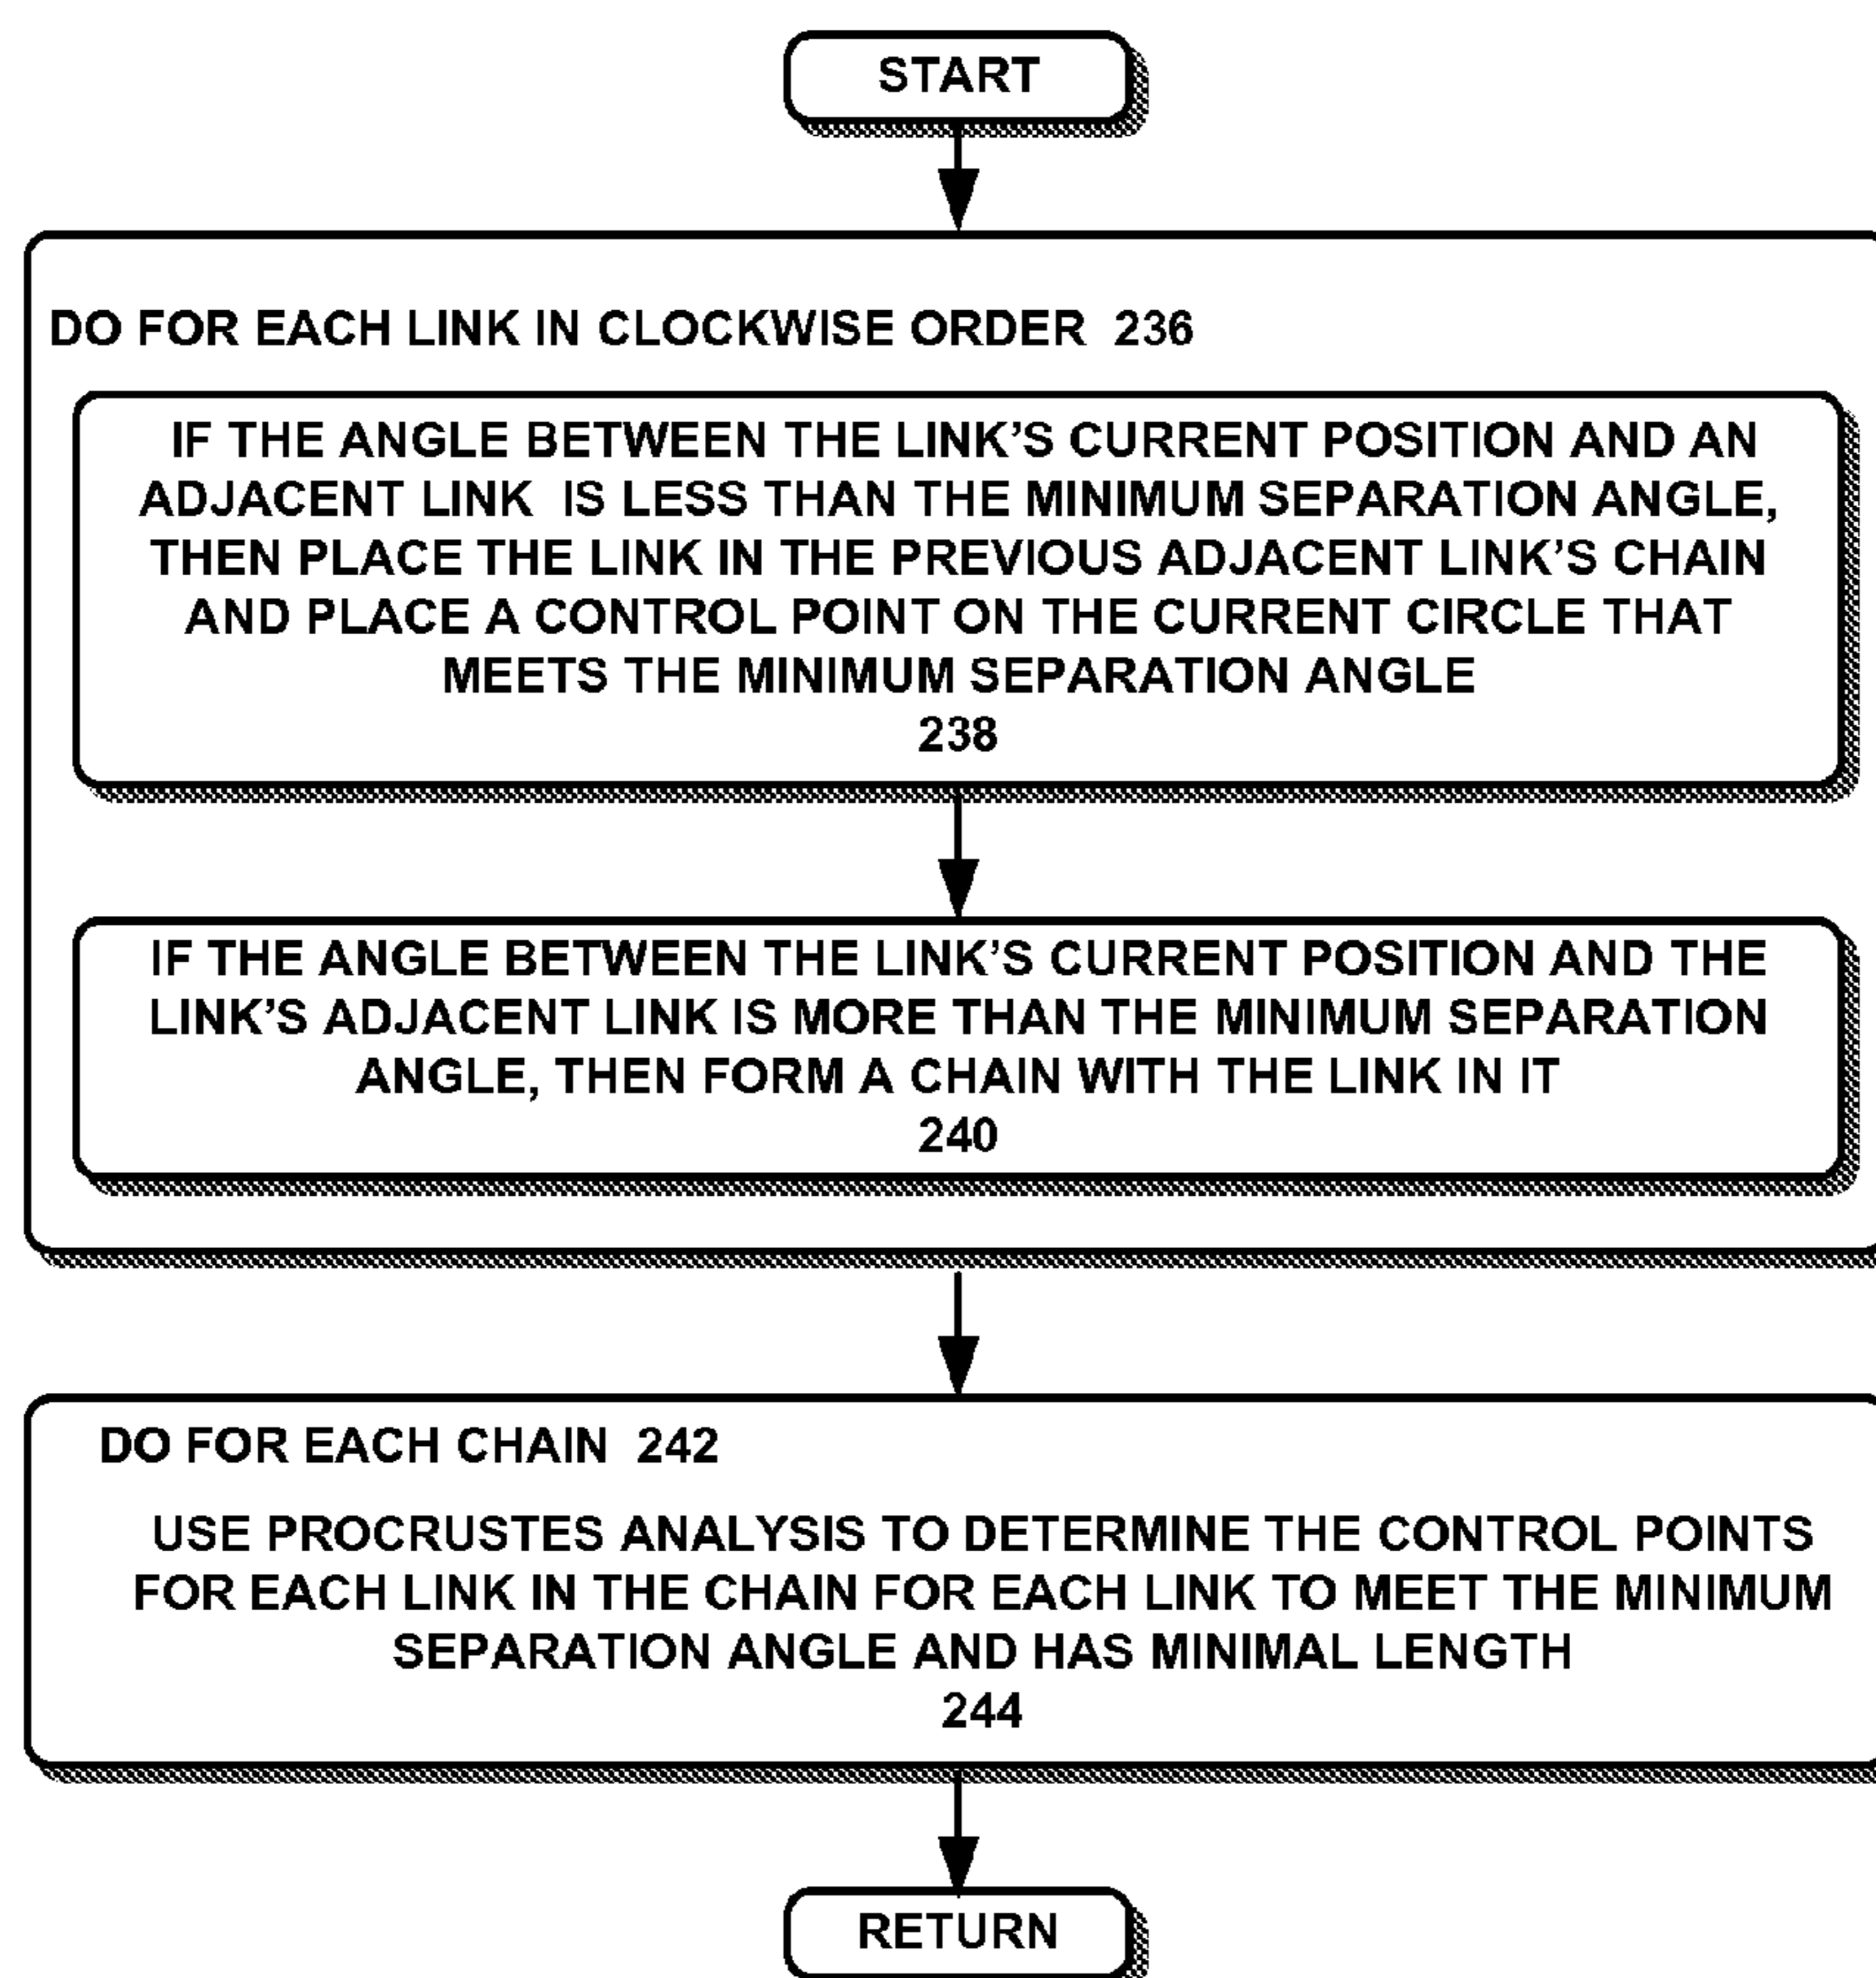 START
DO FOR EACH LINK IN CLOCKWISE ORDER 236
IF THE ANGLE BETWEEN THE LINK'S CURRENT POSITION AND AN
ADJACENT LINK IS LESS THAN THE MINIMUM SEPARATION ANGLE,
THEN PLACE THE LINK IN THE PREVIOUS ADJACENT LINK'S CHAIN
AND PLACE A CONTROL POINT ON THE CURRENT CIRCLE THAT
MEETS THE MINIMUM SEPARATION ANGLE
238
IF THE ANGLE BETWEEN THE LINK'S CURRENT POSITION AND THE
LINK'S ADJACENT LINK IS MORE THAN THE MINIMUM SEPARATION
ANGLE, THEN FORM A CHAIN WITH THE LINK IN IT
240
DO FOR EACH CHAIN 242
USE PROCRUSTES ANALYSIS TO DETERMINE THE CONTROL POINTS
FOR EACH LINK IN THE CHAIN FOR EACH LINK TO MEET THE MINIMUM
SEPARATION ANGLE AND HAS MINIMAL LENGTH
244
RETURN